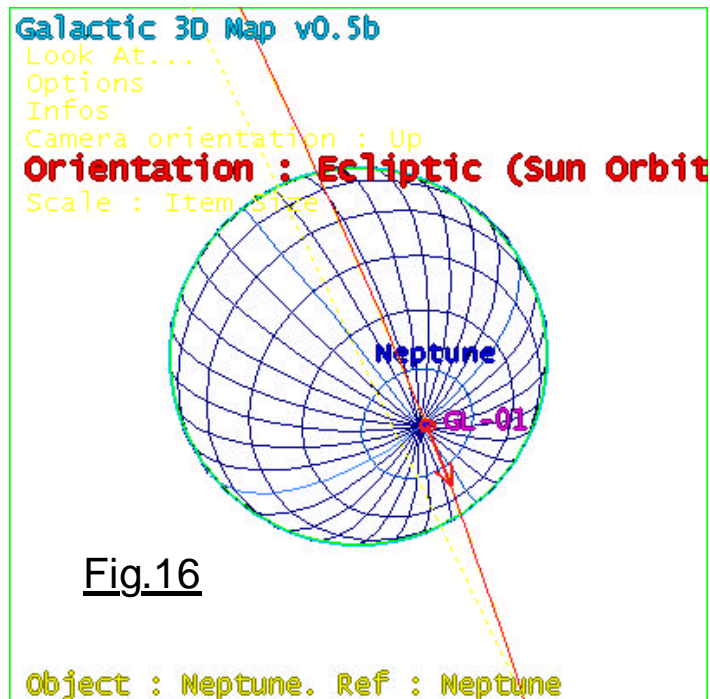 Galactic 3D Map v0.5b
Look At...
Options
Infos
Camera orientation : Up
Orientation : Ecliptic (Sun Orbit
Scale : Item Size
Neptune
GL-01
Fig.16
Object : Neptune. Ref : Neptune